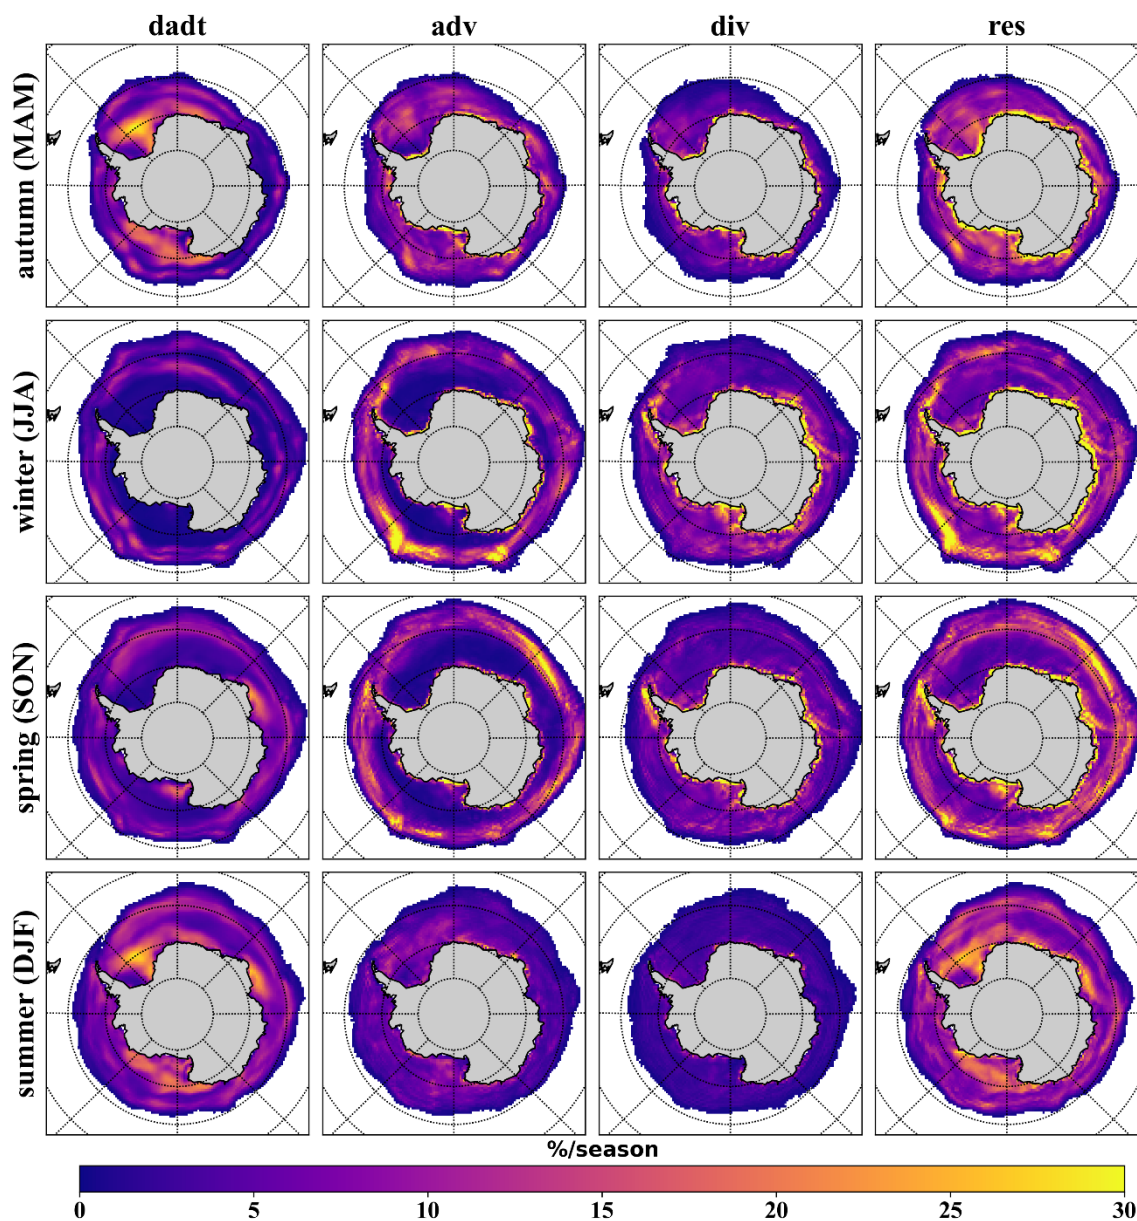 dadt adv div res
autumn (MAM)
winter (JJA)
spring (SON)
summer (DJF)
%/season
0 5 10 15 20 25 30